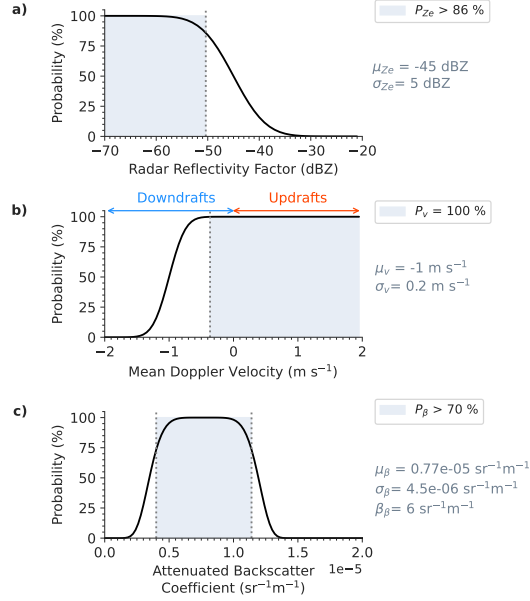 a)
P_Ze > 86 %
100
75
50
25
0
Probability (%)
μ_Ze = -45 dBZ
σ_Ze= 5 dBZ
−70 −60 −50 −40 −30 −20
Radar Reflectivity Factor (dBZ)
Downdrafts Updrafts
b)
P_v = 100 %
100
75
50
25
0
Probability (%)
μ_v = -1 m s⁻¹
σ_v= 0.2 m s⁻¹
−2 −1 0 1 2
Mean Doppler Velocity (m s⁻¹)
c)
P_β > 70 %
100
75
50
25
0
Probability (%)
μ_β = 0.77e-05 sr⁻¹m⁻¹
σ_β= 4.5e-06 sr⁻¹m⁻¹
β_β= 6 sr⁻¹m⁻¹
0.0 0.5 1.0 1.5 2.0
1e−5
Attenuated Backscatter
Coefficient (sr⁻¹m⁻¹)